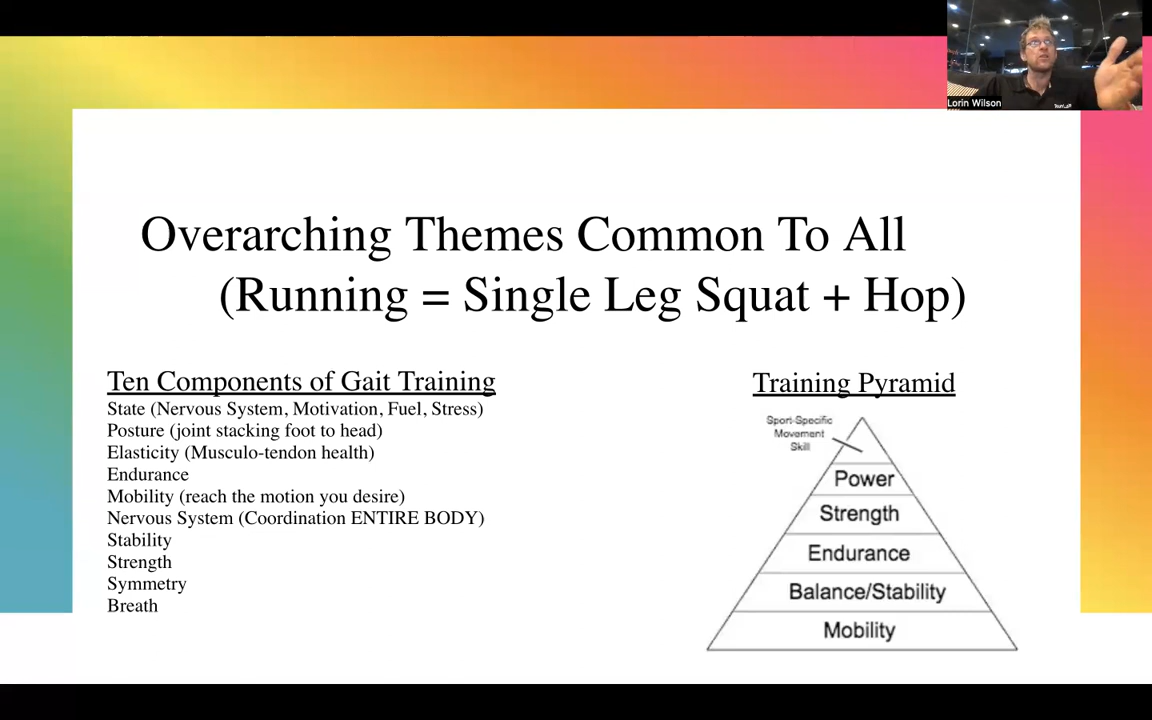 Lorin Wilson
Overarching Themes Common To All
(Running = Single Leg Squat + Hop)
Ten Components of Gait Training
State (Nervous System, Motivation, Fuel, Stress)
Posture (joint stacking foot to head)
Elasticity (Musculo-tendon health)
Endurance
Mobility (reach the motion you desire)
Nervous System (Coordination ENTIRE BODY)
Stability
Strength
Symmetry
Breath
Training Pyramid
Sport-Specific
Movement
Skill
Power
Strength
Endurance
Balance/Stability
Mobility